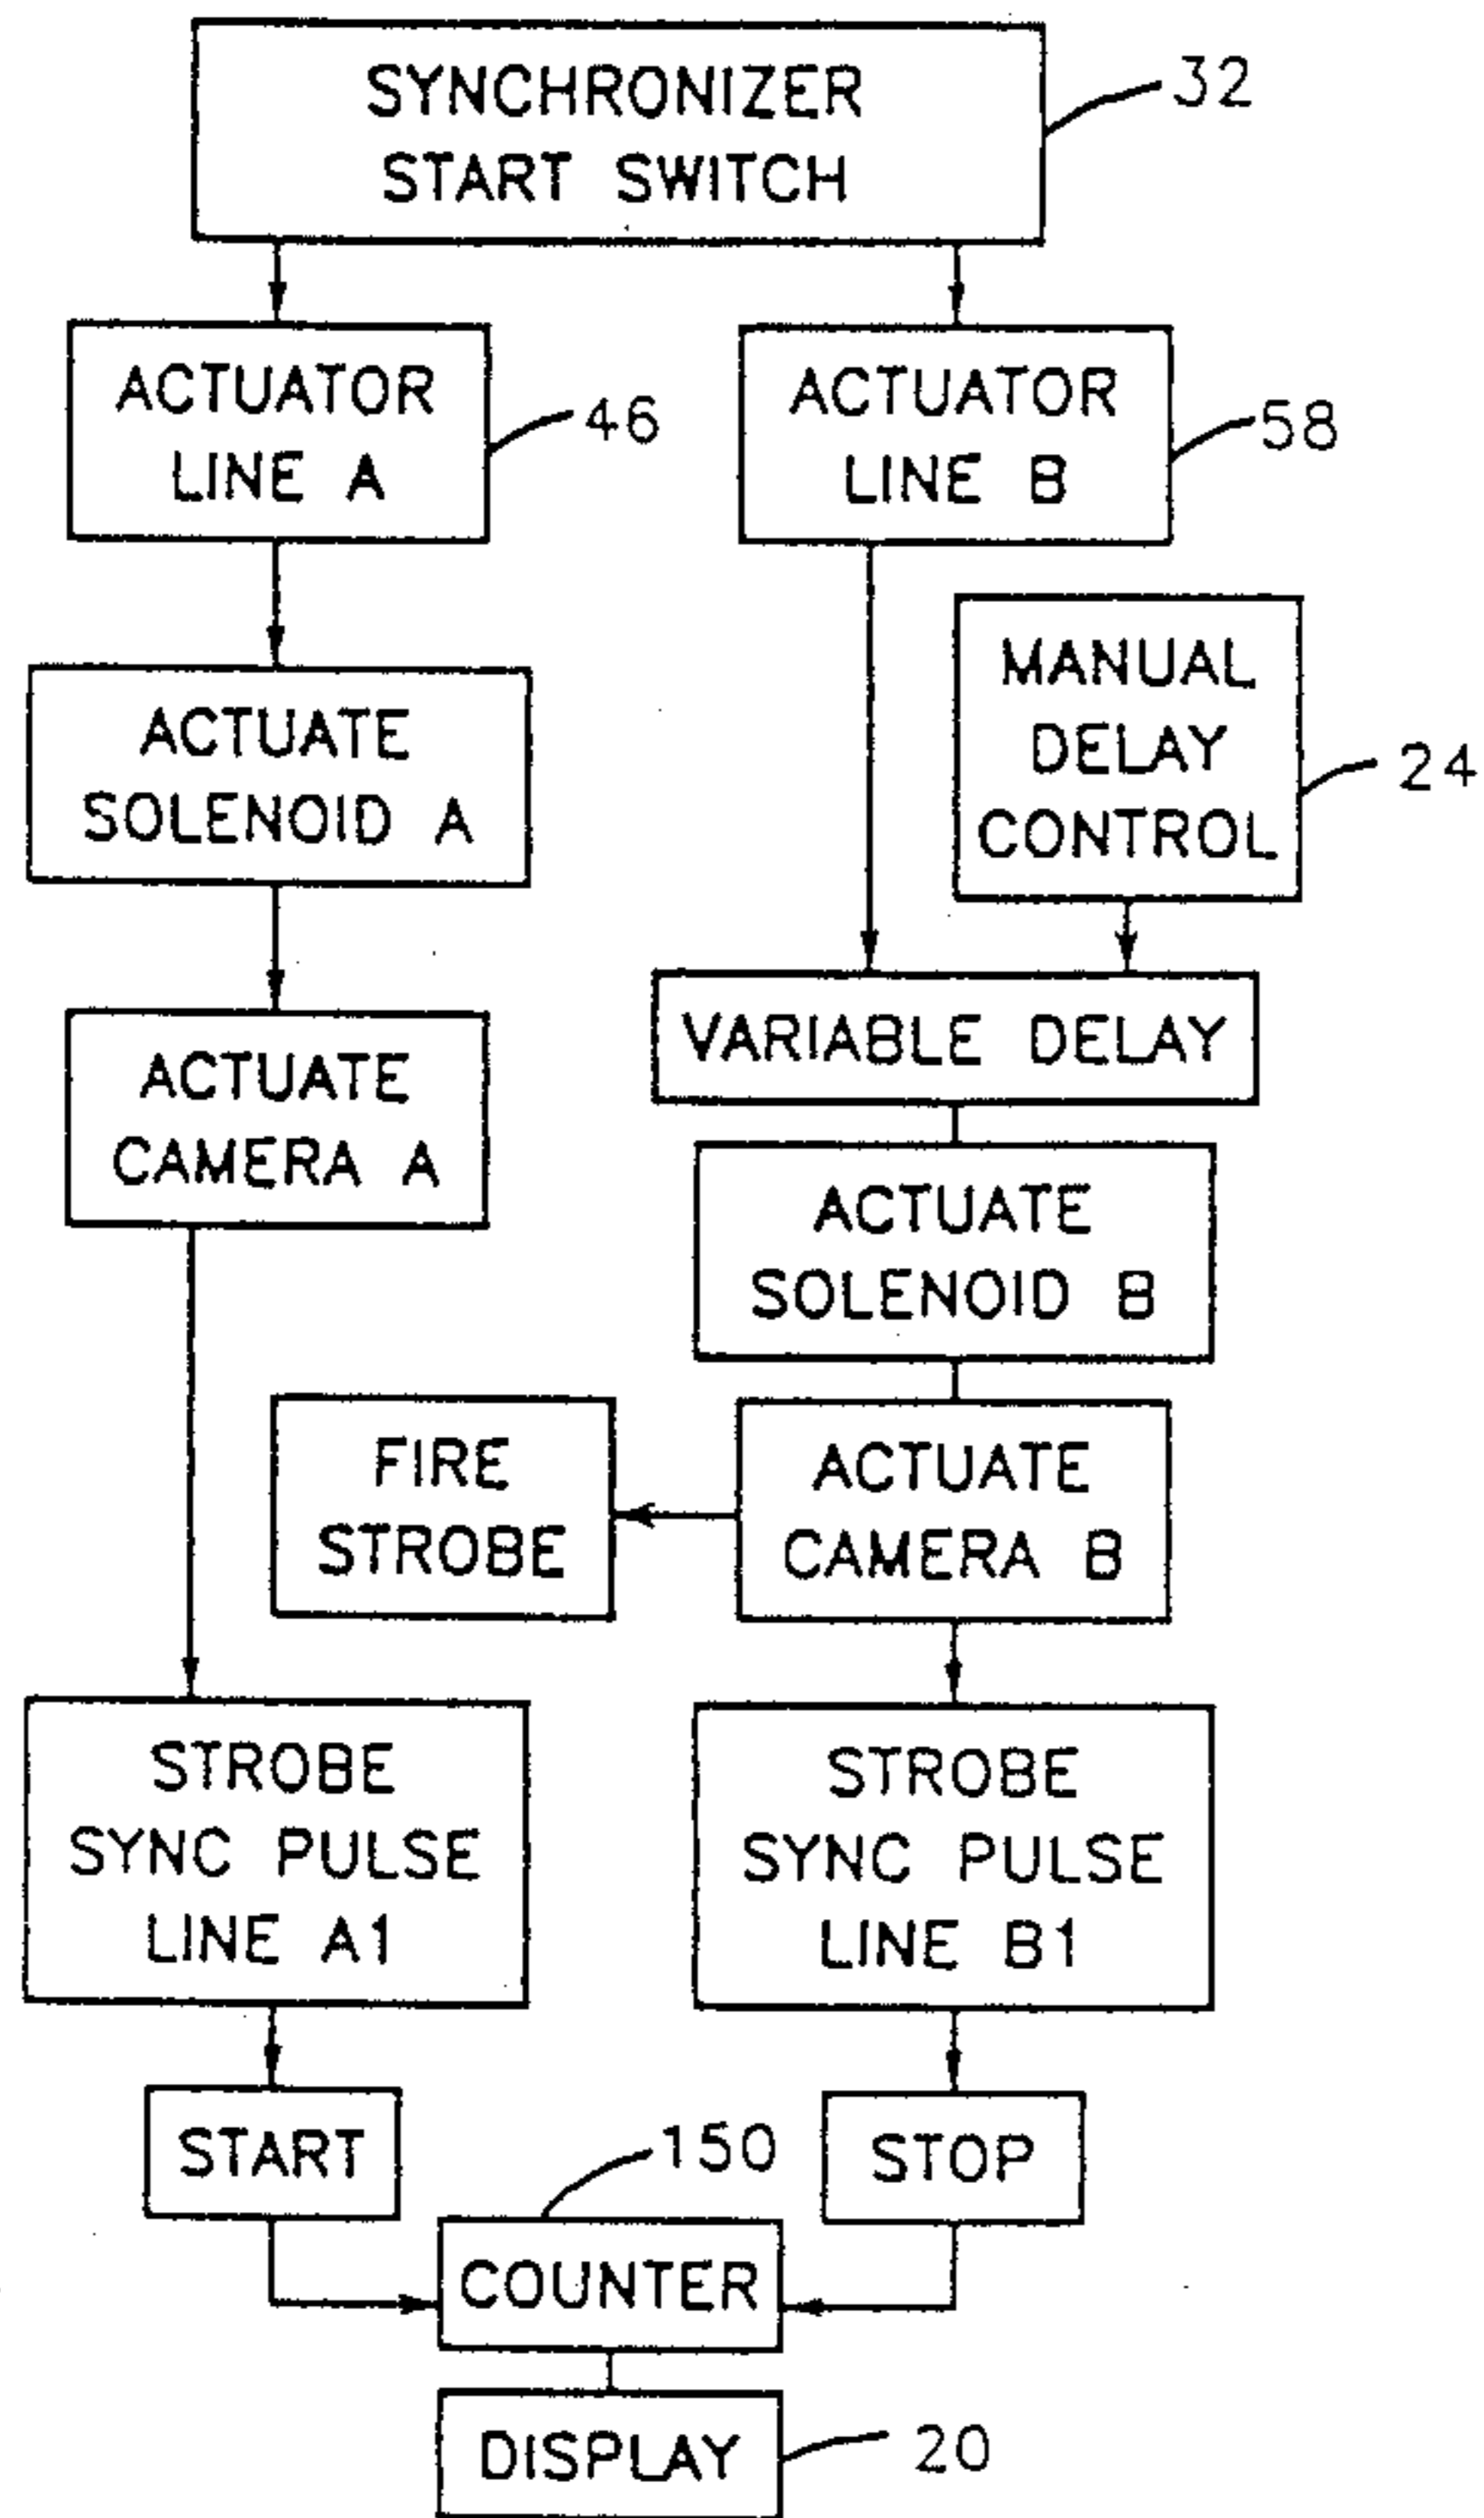 SYNCHRONIZER
START SWITCH
32
ACTUATOR
LINE A
46
ACTUATOR
LINE B
58
MANUAL
DELAY
CONTROL
24
ACTUATE
SOLENOID A
VARIABLE DELAY
ACTUATE
CAMERA A
ACTUATE
SOLENOID B
FIRE
STROBE
ACTUATE
CAMERA B
STROBE
SYNC PULSE
LINE A1
STROBE
SYNC PULSE
LINE B1
START
150
STOP
COUNTER
DISPLAY
20